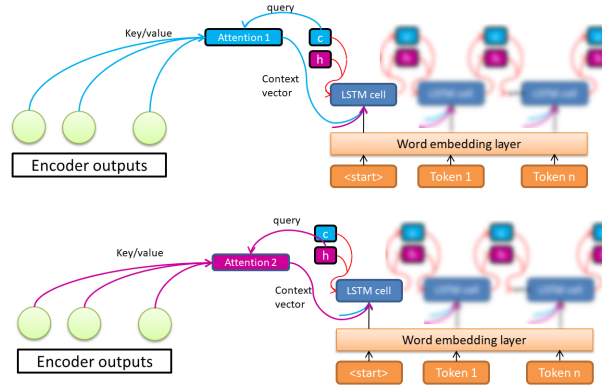 query
Key/value
Attention 1
c
h
Context
vector
LSTM cell
Encoder outputs
Word embedding layer
<start>
Token 1
Token n
query
Key/value
Attention 2
c
h
Context
vector
LSTM cell
Encoder outputs
Word embedding layer
<start>
Token 1
Token n